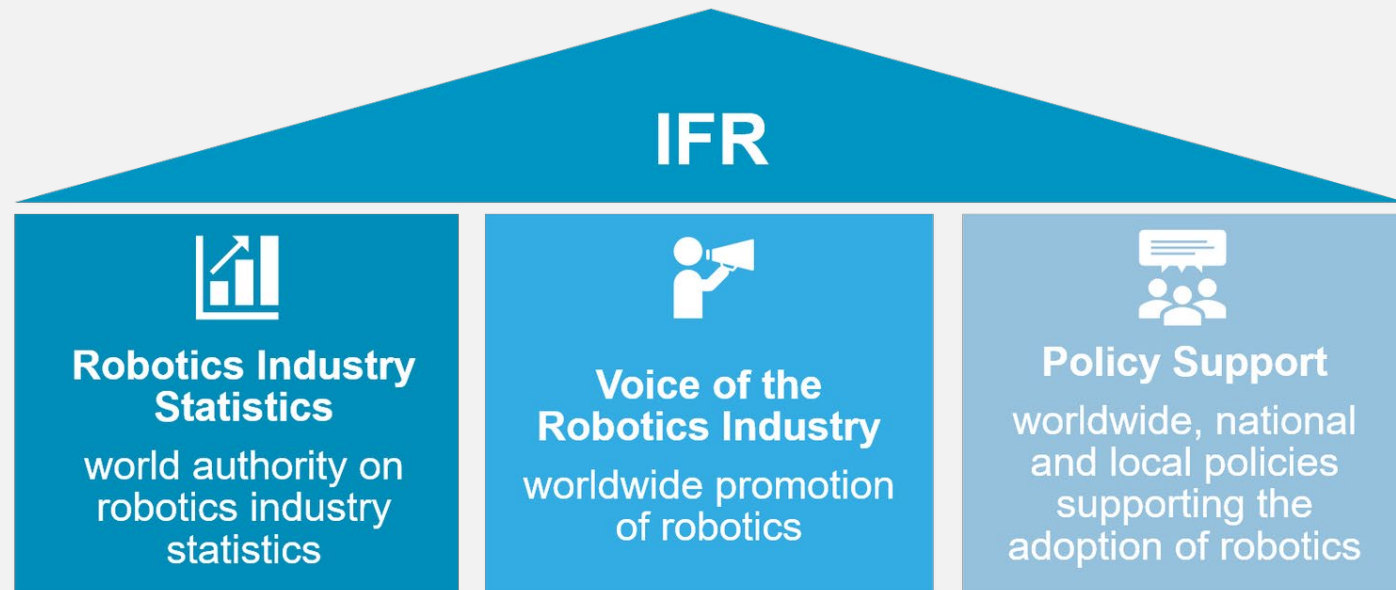 IFR
Robotics Industry
Statistics
world authority on
robotics industry
statistics
Voice of the
Robotics Industry
worldwide promotion
of robotics
Policy Support
worldwide, national
and local policies
supporting the
adoption of robotics